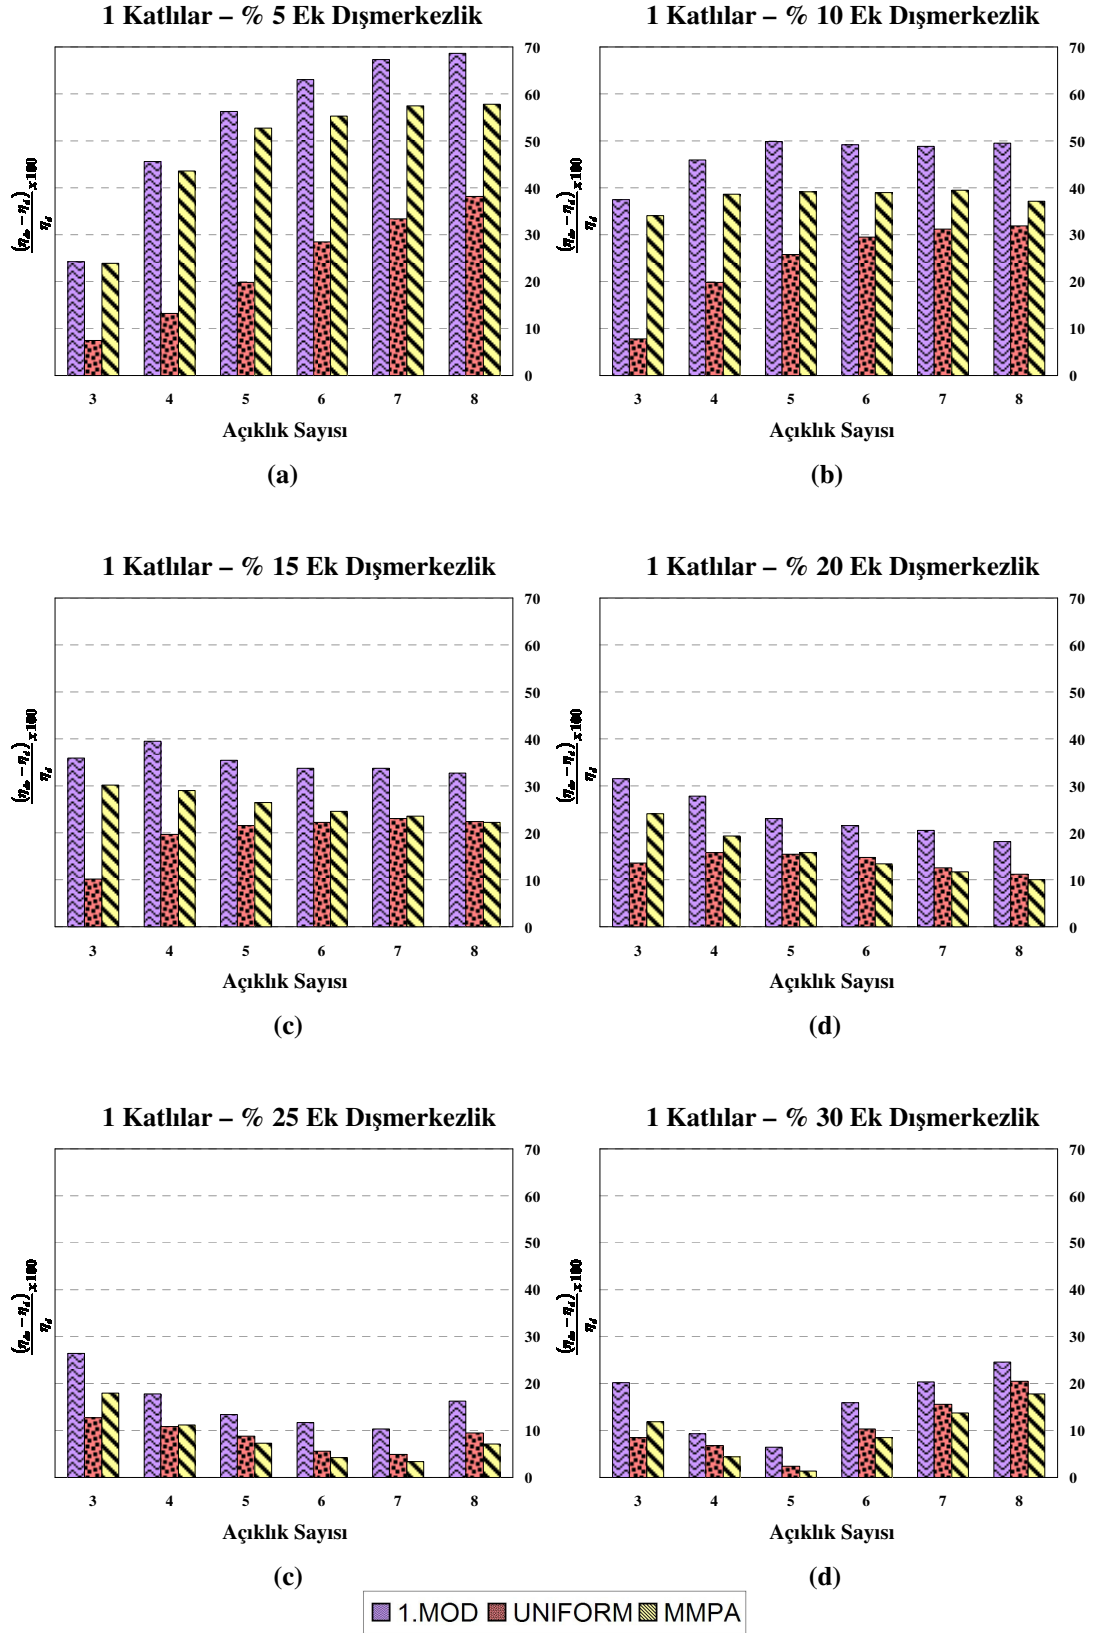 1 Katlılar – % 5 Ek Dışmerkezlik
70
60
50
40
30
20
10
0
3 4 5 6 7 8
Açıklık Sayısı
(a)
1 Katlılar – % 10 Ek Dışmerkezlik
70
60
50
40
30
20
10
0
3 4 5 6 7 8
Açıklık Sayısı
(b)
1 Katlılar – % 15 Ek Dışmerkezlik
70
60
50
40
30
20
10
0
3 4 5 6 7 8
Açıklık Sayısı
(c)
1 Katlılar – % 20 Ek Dışmerkezlik
70
60
50
40
30
20
10
0
3 4 5 6 7 8
Açıklık Sayısı
(d)
1 Katlılar – % 25 Ek Dışmerkezlik
70
60
50
40
30
20
10
0
3 4 5 6 7 8
Açıklık Sayısı
(c)
1 Katlılar – % 30 Ek Dışmerkezlik
70
60
50
40
30
20
10
0
3 4 5 6 7 8
Açıklık Sayısı
(d)
1.MOD UNIFORM MMPA